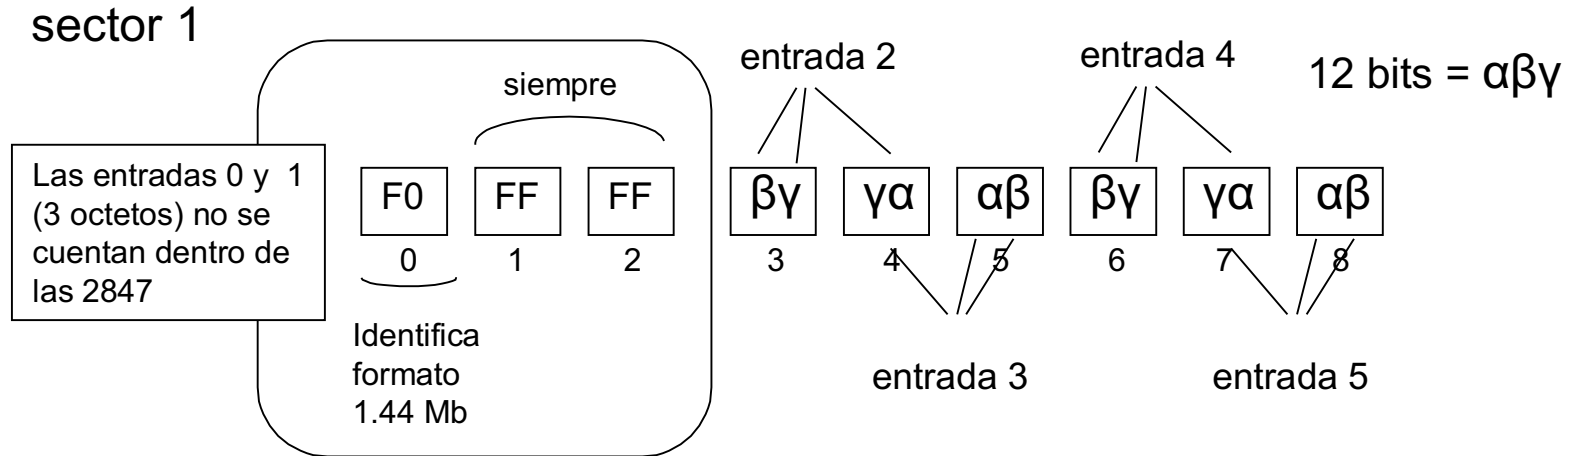 sector 1
siempre
entrada 2
entrada 4
12 bits = αβγ
Las entradas 0 y 1
(3 octetos) no se
cuentan dentro de
las 2847
F0
FF
FF
βγ
γα
αβ
βγ
γα
αβ
0
1
2
3
4
5
6
7
8
Identifica
formato
1.44 Mb
entrada 3
entrada 5